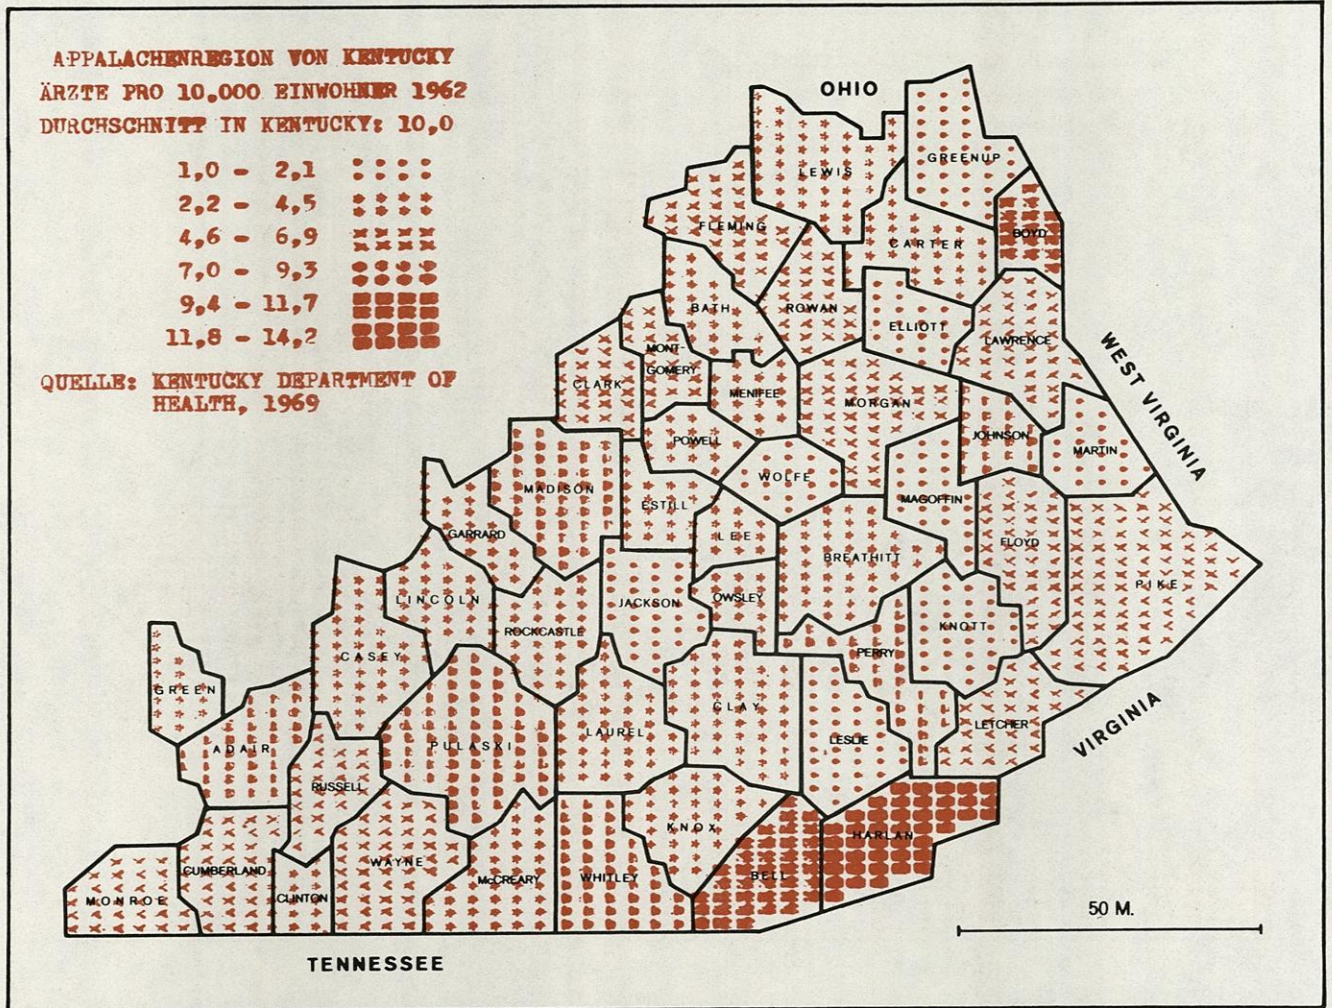 APPALACHENREGION VON KENTUCKY
ÄRZTE PRO 10.000 EINWOHNER 1962
DURCHSCHNITT IN KENTUCKY: 10,0
1,0 - 2,1
2,2 - 4,5
4,6 - 6,9
7,0 - 9,3
9,4 - 11,7
11,8 - 14,2
QUELLE: KENTUCKY DEPARTMENT OF
HEALTH, 1969
OHIO
GREENUP
LEWIS
FLEMING
BOYD
CARTER
BATH
ROWAN
ELLIOTT
LAWRENCE
MONT-
GOMERY
CLARK
MENIFEE
MORGAN
WEST VIRGINIA
JOHNSON
MARTIN
POWELL
WOLFE
MADISON
MAGOFFIN
ESTILL
GARRARD
LEE
FLOYD
BREATHITT
PIKE
LINCOLN
JACKSON
OWSLEY
ROCKCASTLE
KNOTT
CASEY
PERRY
GREEN
CLAY
LETCHER
VIRGINIA
LAUREL
LESLIE
ADAIR
PULASKI
RUSSELL
KNOX
HARLAN
WAYNE
CUMBERLAND
BELL
McCREARY
WHITLEY
CLINTON
MONROE
50 M.
TENNESSEE